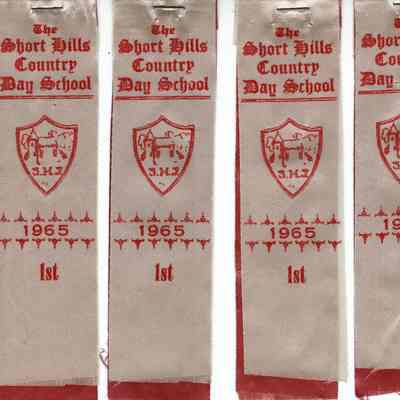 The
Short Hills
Country
Day School
S.H.S
1965
1st
The
Short Hills
Country
Day School
S.H.S
1965
1st
The
Short Hills
Country
Day School
S.H.S
1965
1st